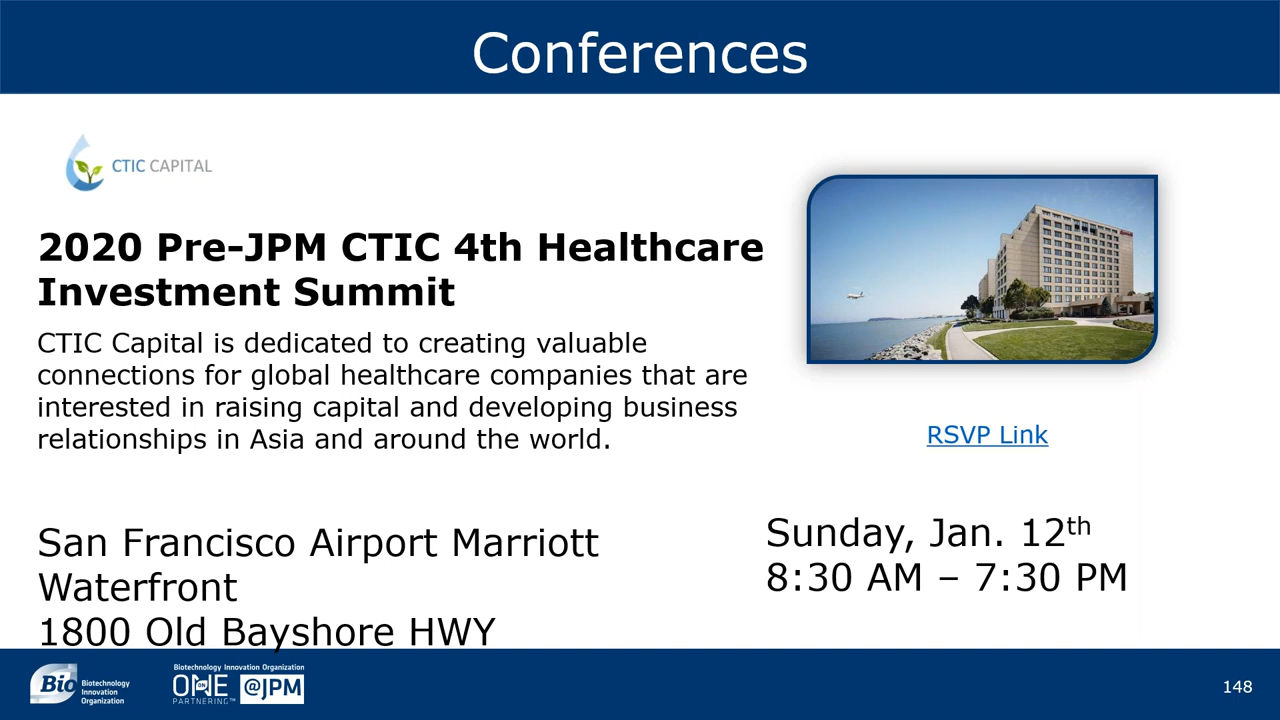 Conferences
CTIC CAPITAL
2020 Pre-JPM CTIC 4th Healthcare
Investment Summit
CTIC Capital is dedicated to creating valuable
connections for global healthcare companies that are
interested in raising capital and developing business
relationships in Asia and around the world.
RSVP Link
San Francisco Airport Marriott
Waterfront
1800 Old Bayshore HWY
Sunday, Jan. 12th
8:30 AM – 7:30 PM
Bio
Biotechnology
Innovation
Organization
Biotechnology Innovation Organization
ONE
ON
PARTNERING™
@JPM
148